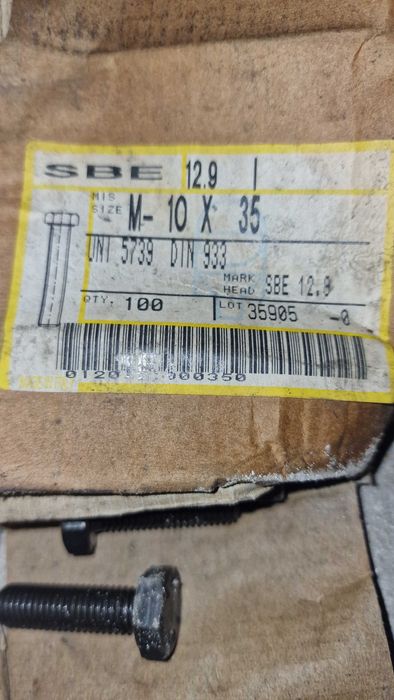 SBE 12.9 I
MIS
SIZE M- 10 X 35
UNI 5739 DIN 933
MARK
HEAD SBE 12.9
QTY. 100 LOT 35905 -0